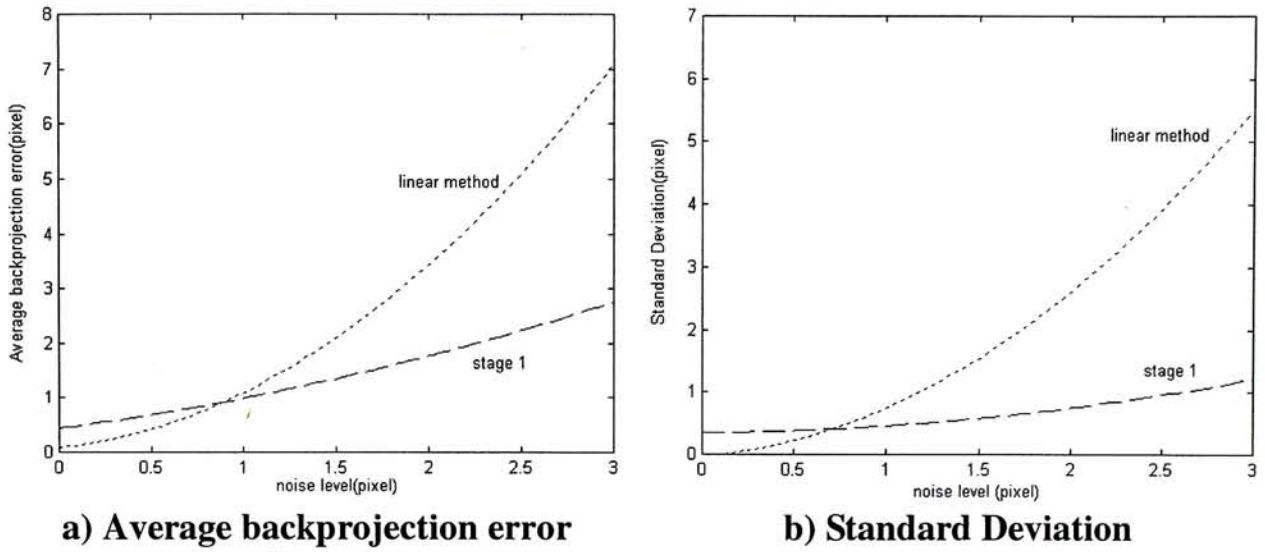 8
7
6
5
4
3
2
1
0
Average backprojection error(pixel)
linear method
stage 1
0 0.5 1 1.5 2 2.5 3
noise level(pixel)
a) Average backprojection error
7
6
5
4
3
2
1
0
Standard Deviation(pixel)
linear method
stage 1
0 0.5 1 1.5 2 2.5 3
noise level (pixel)
b) Standard Deviation